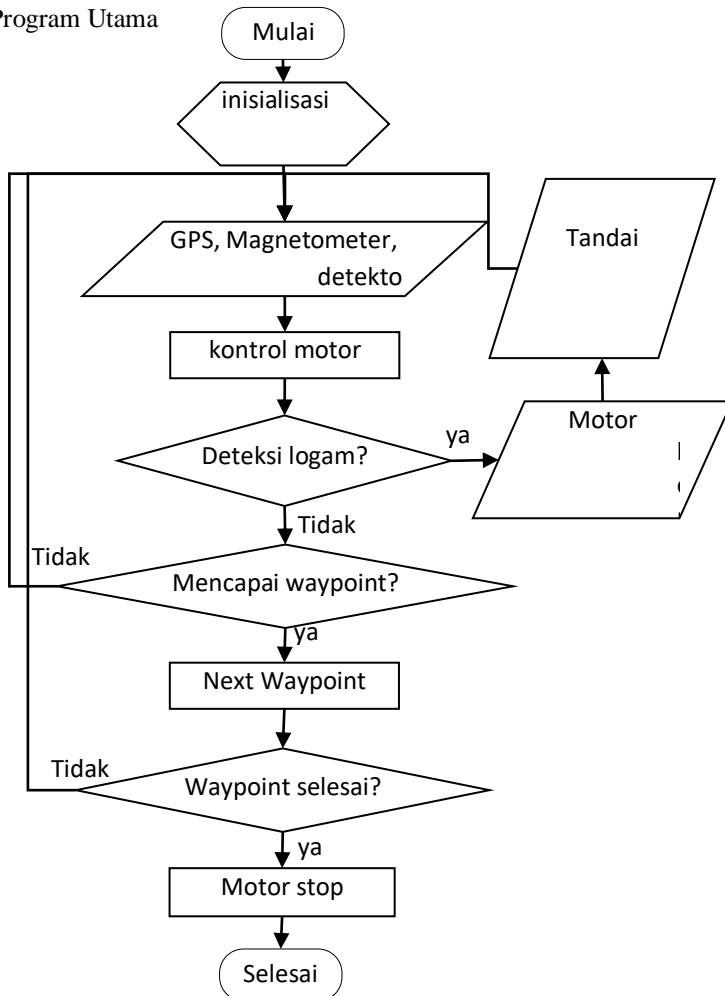 Program Utama
Mulai
inisialisasi
GPS, Magnetometer,
detekto
kontrol motor
Deteksi logam?
ya
Motor
Tandai
Tidak
Mencapai waypoint?
Tidak
ya
Next Waypoint
Waypoint selesai?
Tidak
ya
Motor stop
Selesai